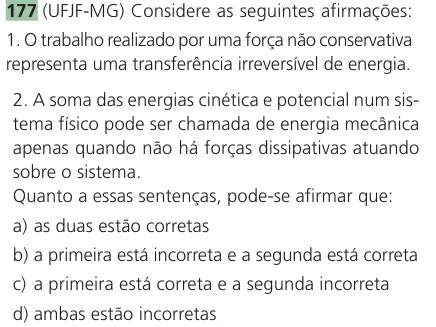 177 (UFJF-MG) Considere as seguintes afirmações:
1. O trabalho realizado por uma força não conservativa
representa uma transferência irreversível de energia.
2. A soma das energias cinética e potencial num sis-
tema físico pode ser chamada de energia mecânica
apenas quando não há forças dissipativas atuando
sobre o sistema.
Quanto a essas sentenças, pode-se afirmar que:
a) as duas estão corretas
b) a primeira está incorreta e a segunda está correta
c) a primeira está correta e a segunda incorreta
d) ambas estão incorretas